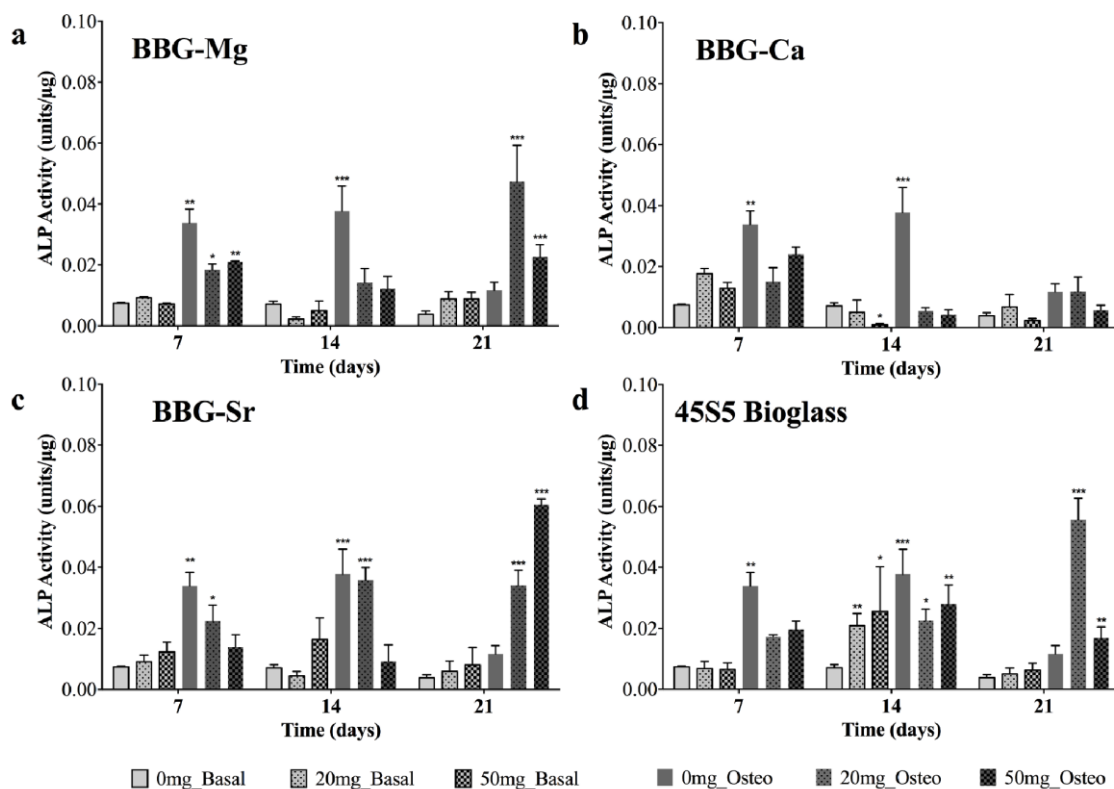 a
BBG-Mg
ALP Activity (units/µg)
0.10
0.08
0.06
0.04
0.02
0.00
**
*
**
***
***
***
7
14
21
Time (days)
b
BBG-Ca
ALP Activity (units/µg)
0.10
0.08
0.06
0.04
0.02
0.00
**
*
***
7
14
21
Time (days)
c
BBG-Sr
ALP Activity (units/µg)
0.10
0.08
0.06
0.04
0.02
0.00
**
*
***
***
***
***
7
14
21
Time (days)
d
45S5 Bioglass
ALP Activity (units/µg)
0.10
0.08
0.06
0.04
0.02
0.00
**
**
*
***
*
**
***
**
7
14
21
Time (days)
0mg_Basal
20mg_Basal
50mg_Basal
0mg_Osteo
20mg_Osteo
50mg_Osteo